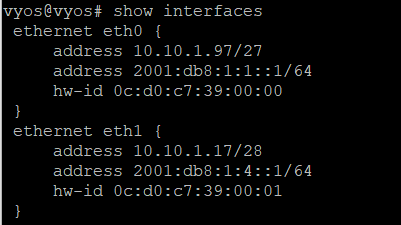 vyos@vyos# show interfaces
 ethernet eth0 {
     address 10.10.1.97/27
     address 2001:db8:1:1::1/64
     hw-id 0c:d0:c7:39:00:00
 }
 ethernet eth1 {
     address 10.10.1.17/28
     address 2001:db8:1:4::1/64
     hw-id 0c:d0:c7:39:00:01
 }